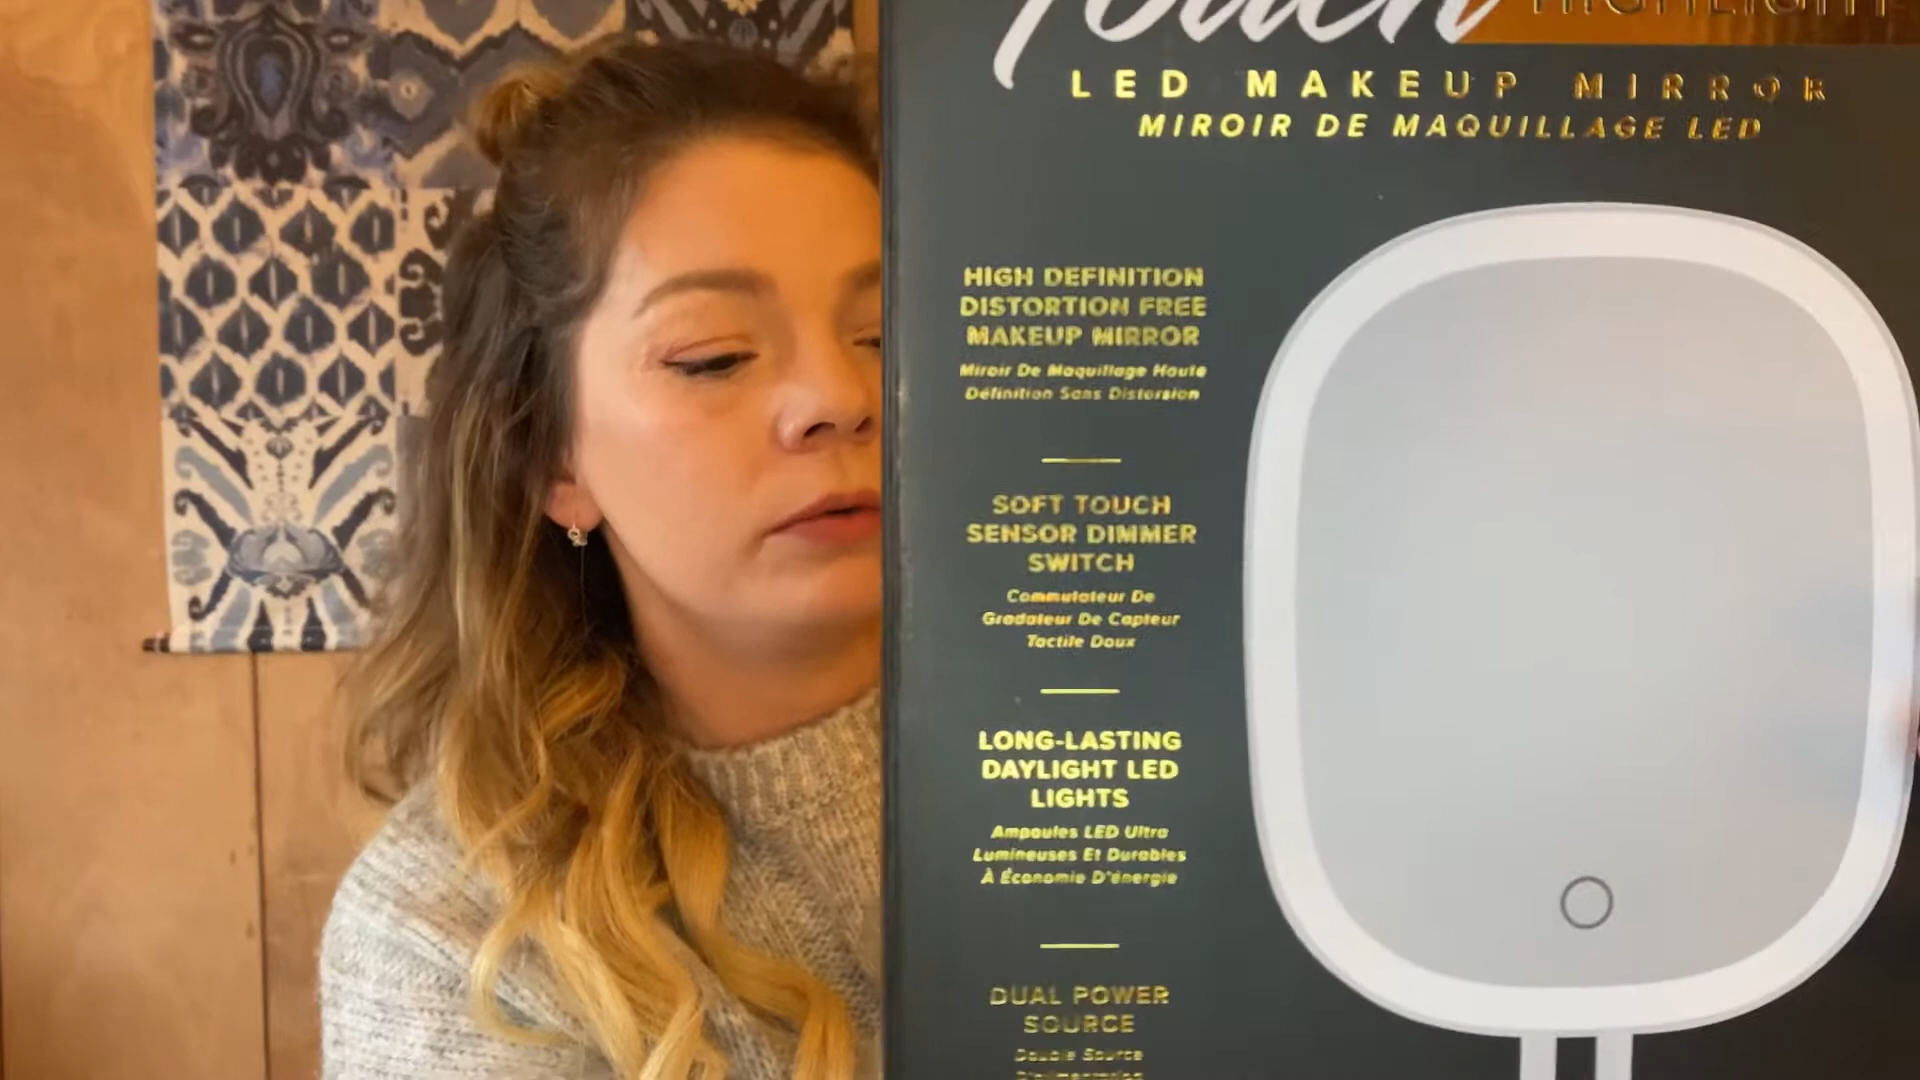 Touch HIGHLIGHT
LED MAKEUP MIRROR
MIROIR DE MAQUILLAGE LED
HIGH DEFINITION
DISTORTION FREE
MAKEUP MIRROR
Miroir De Maquillage Haute
Définition Sans Distorsion
SOFT TOUCH
SENSOR DIMMER
SWITCH
Commutateur De
Gradateur De Capteur
Tactile Doux
LONG-LASTING
DAYLIGHT LED
LIGHTS
Ampoules LED Ultra
Lumineuses Et Durables
À Économie D'énergie
DUAL POWER
SOURCE
Double Source